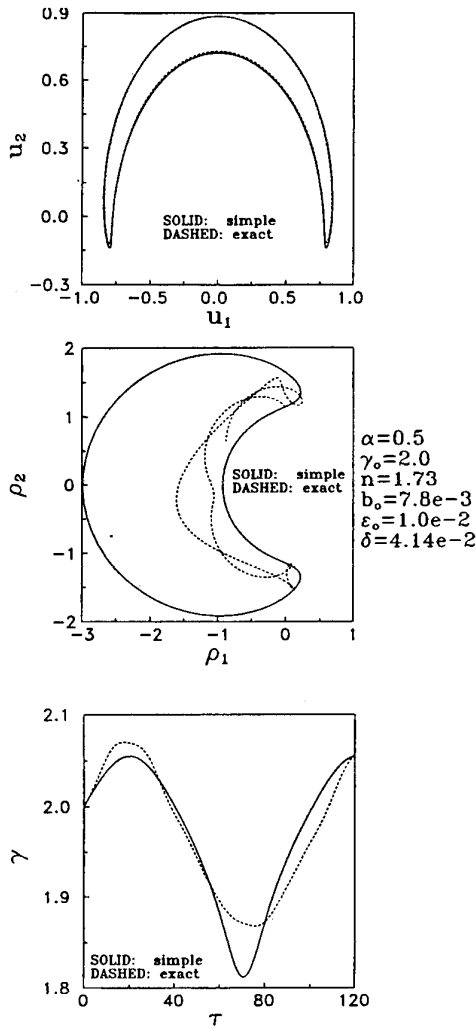 0.9
0.6
0.3
0.0
−0.3
u₂
SOLID: simple
DASHED: exact
−1.0 −0.5 0.0 0.5 1.0
u₁
2
1
0
−1
−2
ρ₂
SOLID: simple
DASHED: exact
−3 −2 −1 0 1
ρ₁
α=0.5
γₒ=2.0
n=1.73
bₒ=7.8e−3
εₒ=1.0e−2
δ=4.14e−2
2.1
2.0
1.9
1.8
γ
SOLID: simple
DASHED: exact
0 40 80 120
τ